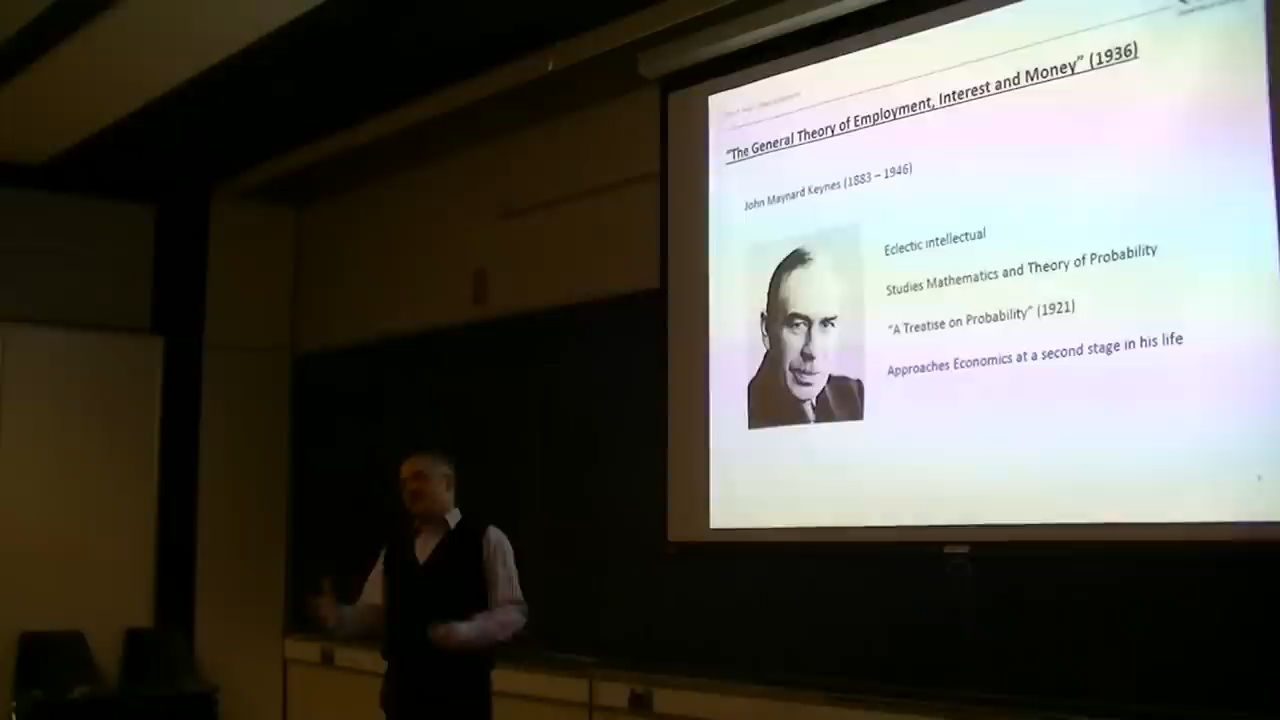 "The General Theory of Employment, Interest and Money" (1936)
John Maynard Keynes (1883 – 1946)
Eclectic intellectual
Studies Mathematics and Theory of Probability
"A Treatise on Probability" (1921)
Approaches Economics at a second stage in his life